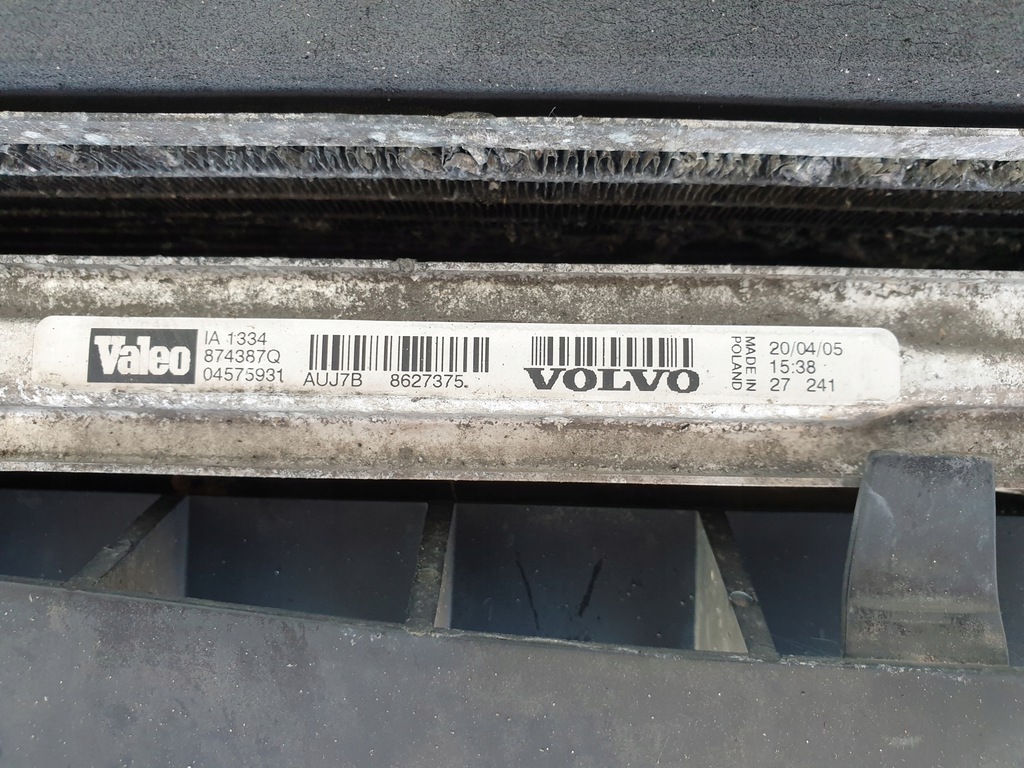 Valeo
IA 1334
874387Q
04575931
AUJ7B 8627375
VOLVO
MADE IN
POLAND
20/04/05
15:38
27 241